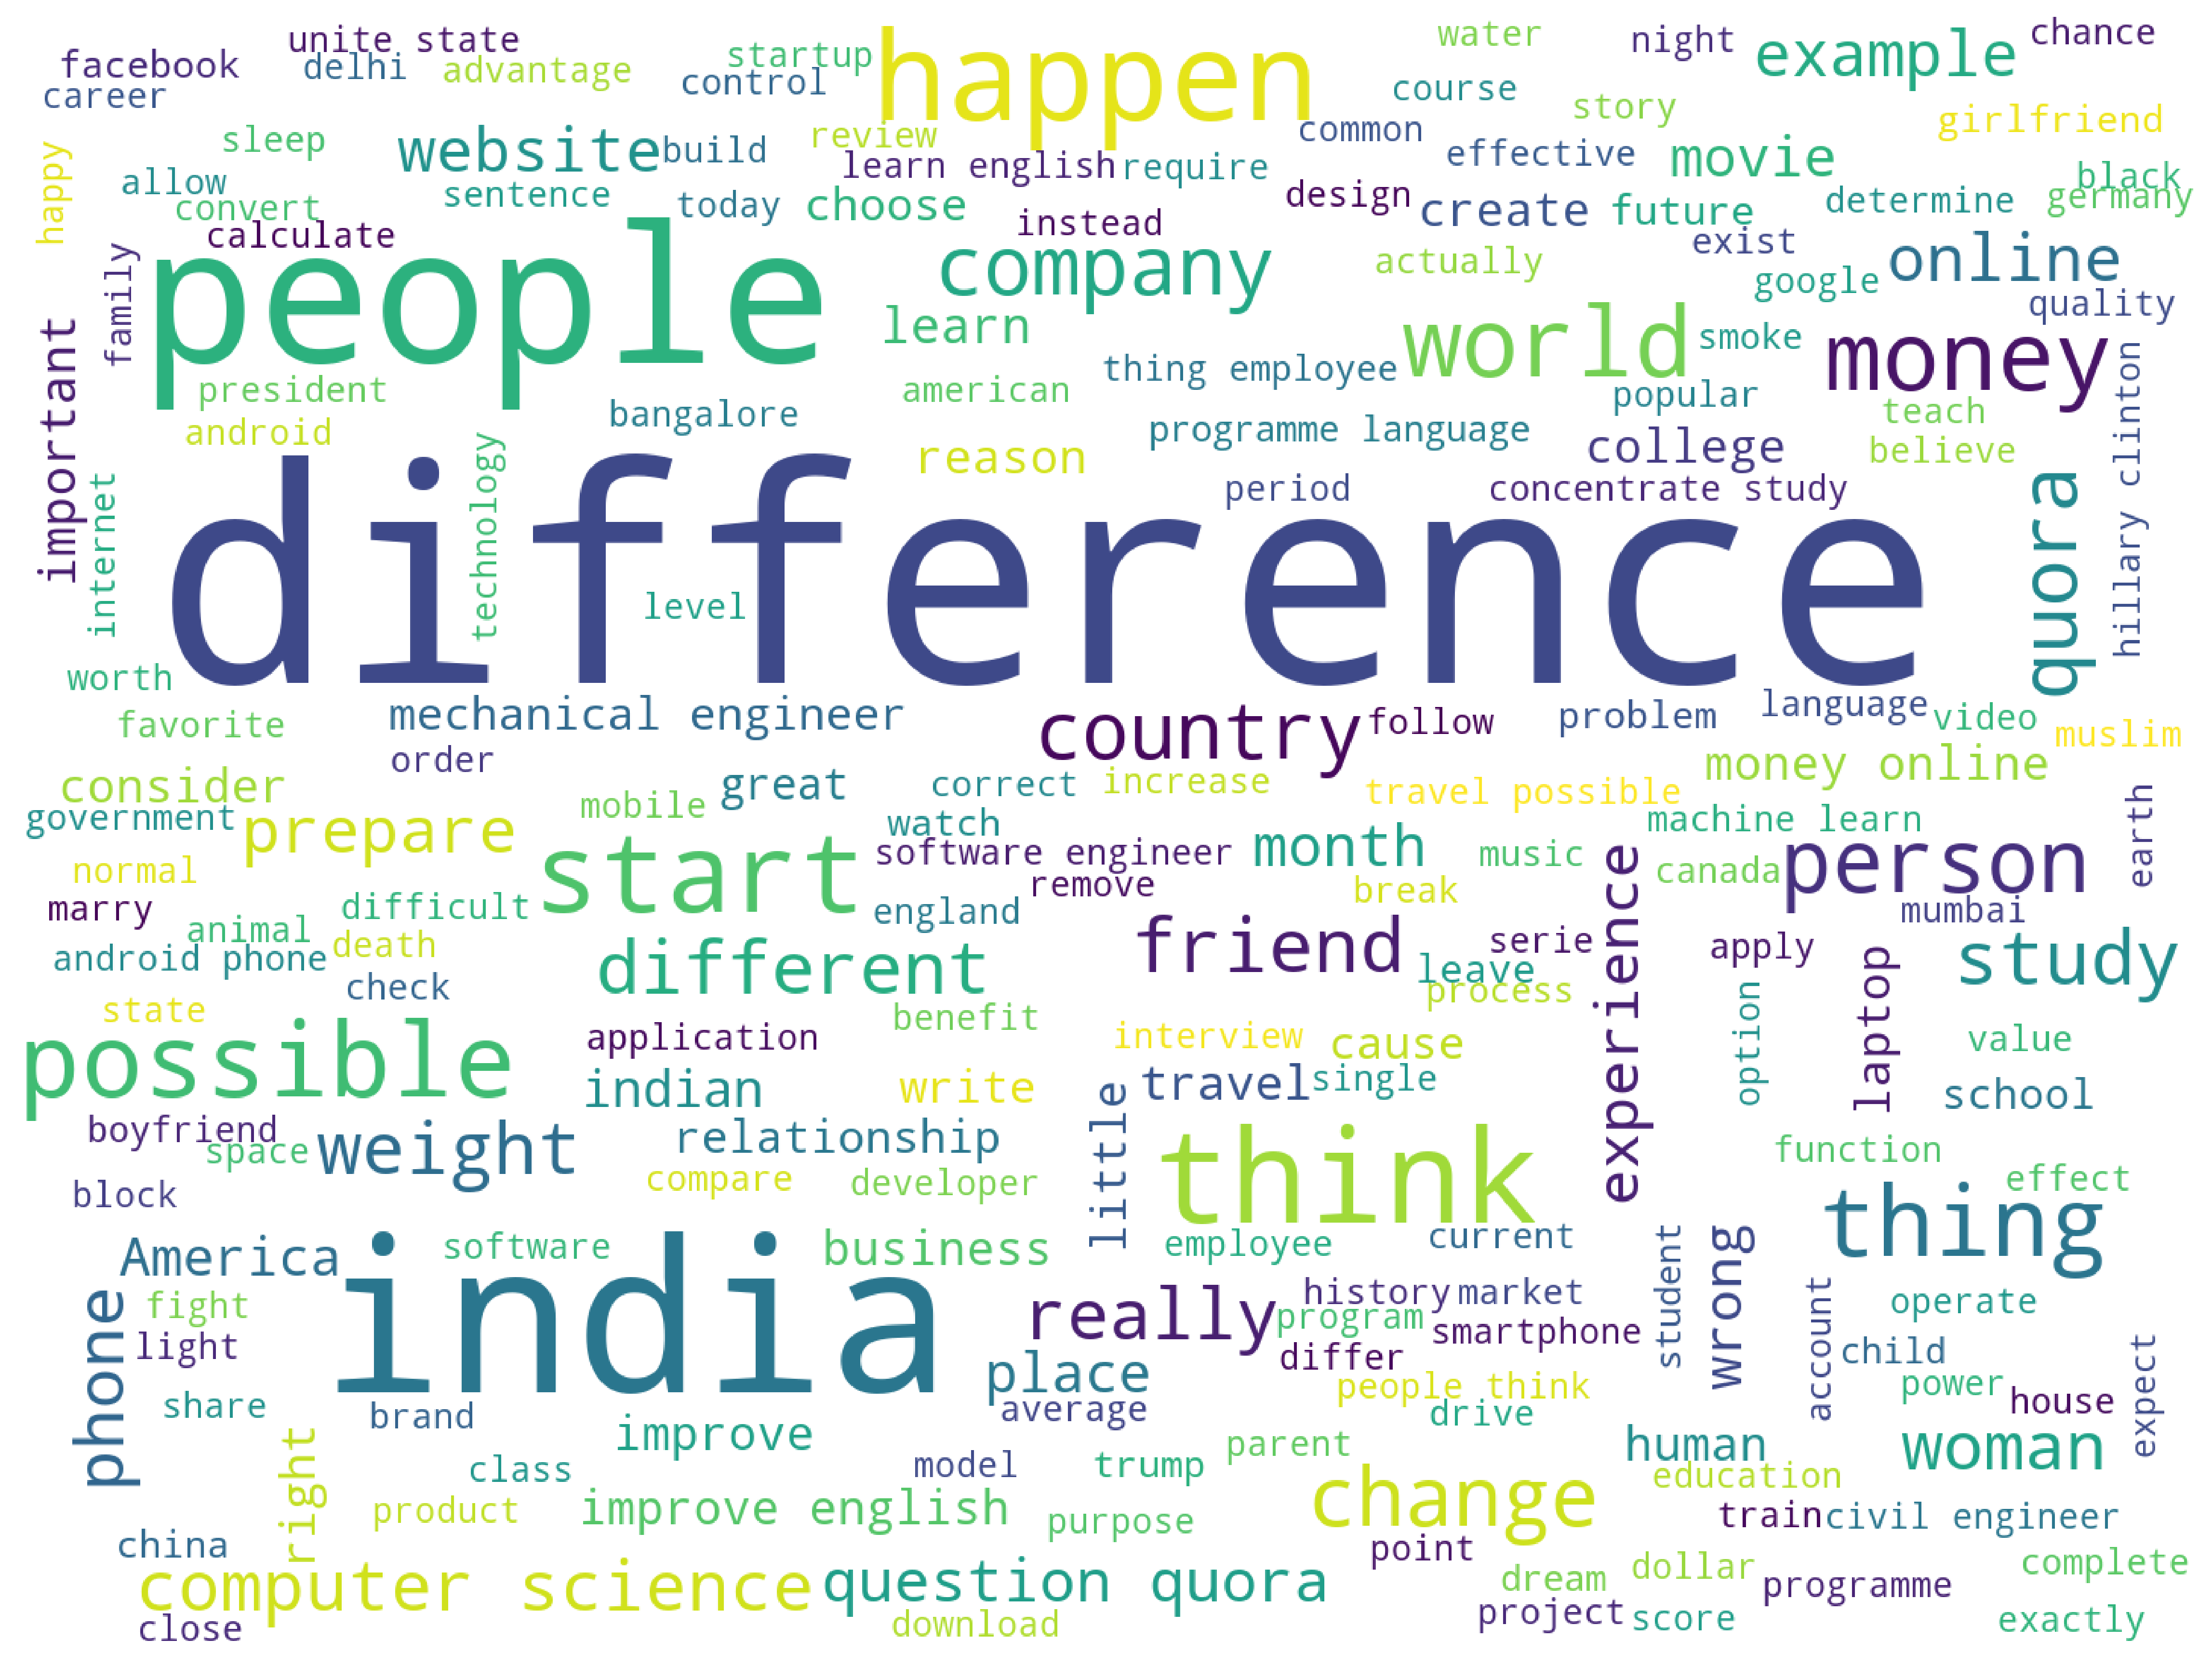 unite state
facebook
delhi
advantage
career
startup
control
happen
water
night
example
chance
course
story
common
girlfriend
sleep
website
build
review
learn english
require
effective
movie
black
happy
allow
sentence
convert
today
choose
design
create
future
determine
germany
calculate
instead
exist
people
company
actually
google
online
quality
family
important
learn
world
smoke
money
president
american
thing employee
popular
teach
android
bangalore
reason
programme language
college
believe
hillary clinton
internet
technology
period
concentrate study
quora
difference
level
worth
favorite
mechanical engineer
order
country
follow
problem
language
video
muslim
consider
great
correct
increase
travel possible
money online
government
prepare
mobile
start
watch
software engineer
month
music
machine learn
earth
normal
remove
break
canada
person
marry
difficult
animal
death
england
friend
serie
experience
mumbai
android phone
different
leave
apply
laptop
study
check
process
state
possible
application
benefit
interview
cause
option
value
indian
write
travel
single
school
boyfriend
space
weight
relationship
little
think
function
block
compare
developer
effect
America
software
business
employee
current
student
wrong
thing
india
phone
fight
light
really
history
market
program
smartphone
differ
account
operate
child
expect
share
brand
place
people think
average
drive
power
house
right
improve
class
model
trump
parent
human
woman
education
product
improve english
purpose
change
train
civil engineer
china
point
computer science
question quora
dream
dollar
programme
complete
close
download
project
score
exactly